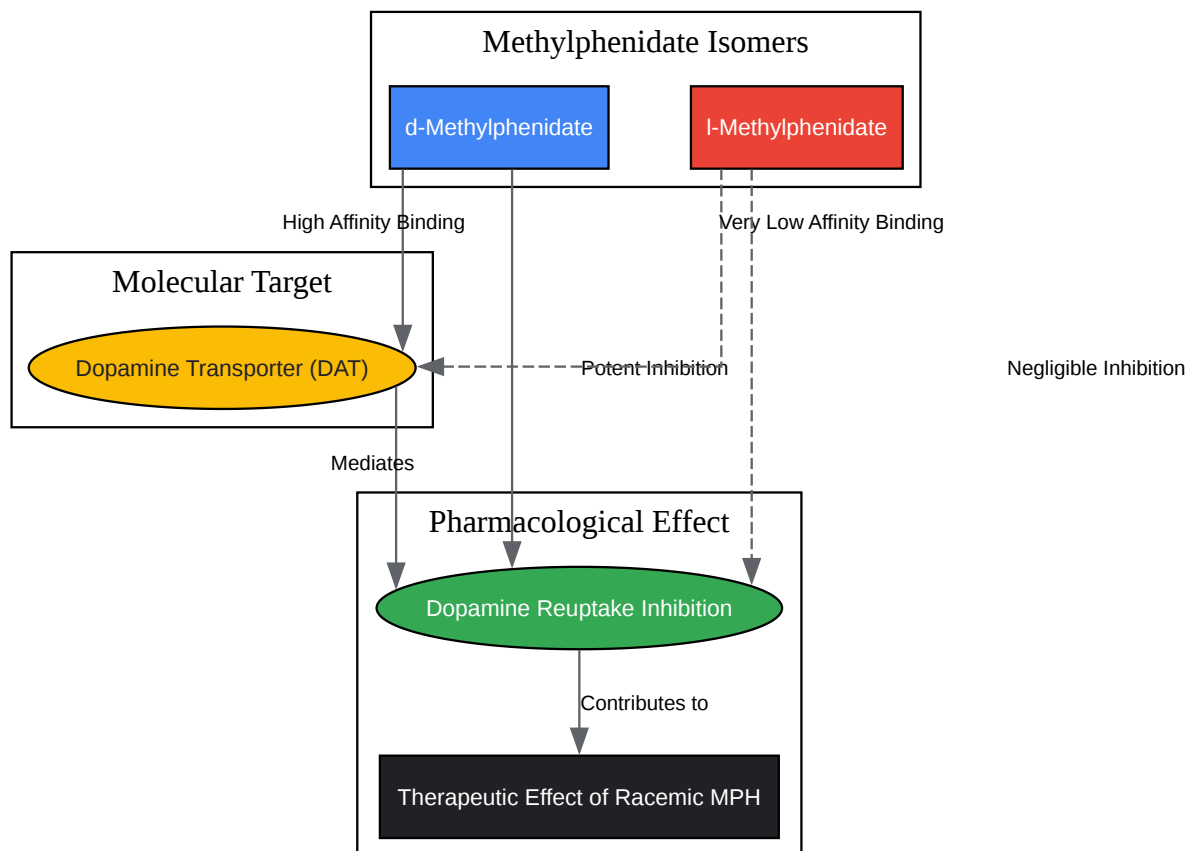 Methylphenidate Isomers
d-Methylphenidate
l-Methylphenidate
High Affinity Binding
Very Low Affinity Binding
Molecular Target
Dopamine Transporter (DAT)
Potent Inhibition
Negligible Inhibition
Mediates
Pharmacological Effect
Dopamine Reuptake Inhibition
Contributes to
Therapeutic Effect of Racemic MPH